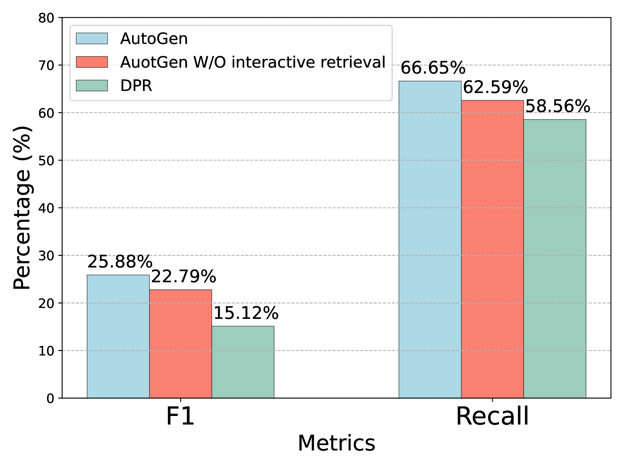 80
70
60
50
40
30
20
10
0
Percentage (%)
AutoGen
AuotGen W/O interactive retrieval
DPR
25.88%
22.79%
15.12%
66.65%
62.59%
58.56%
F1
Recall
Metrics